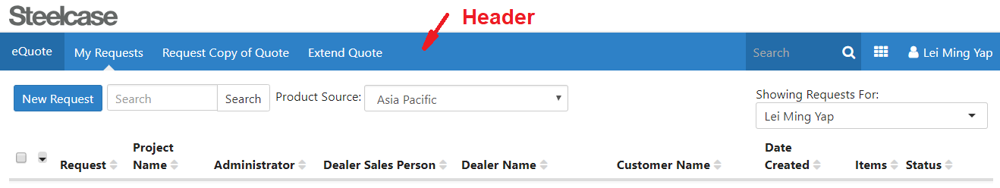 Steelcase
Header
eQuote My Requests Request Copy of Quote Extend Quote Search Lei Ming Yap
New Request Search Search Product Source: Asia Pacific
Showing Requests For:
Lei Ming Yap
Request Project Name Administrator Dealer Sales Person Dealer Name Customer Name Date Created Items Status